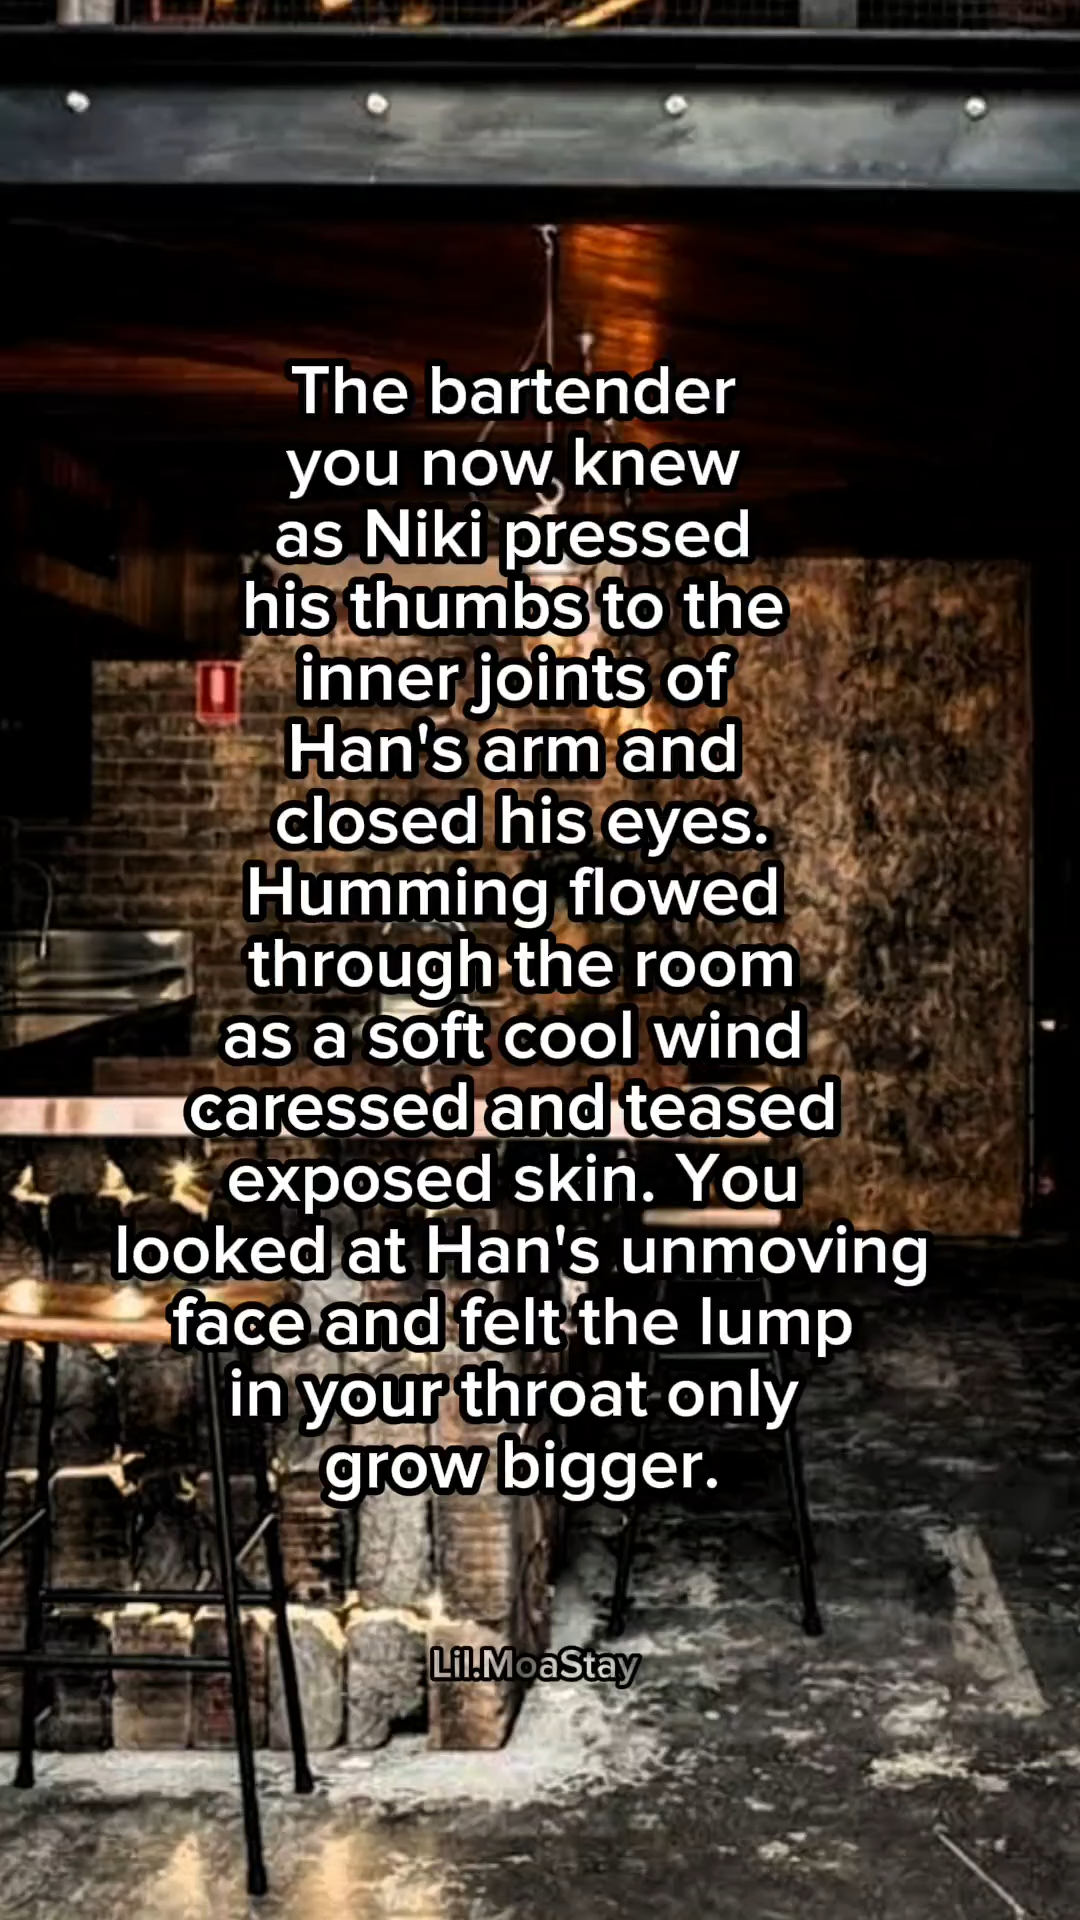 The bartender
you now knew
as Niki pressed
his thumbs to the
inner joints of
Han's arm and
closed his eyes.
Humming flowed
through the room
as a soft cool wind
caressed and teased
exposed skin. You
looked at Han's unmoving
face and felt the lump
in your throat only
grow bigger.
Lil.MoaStay